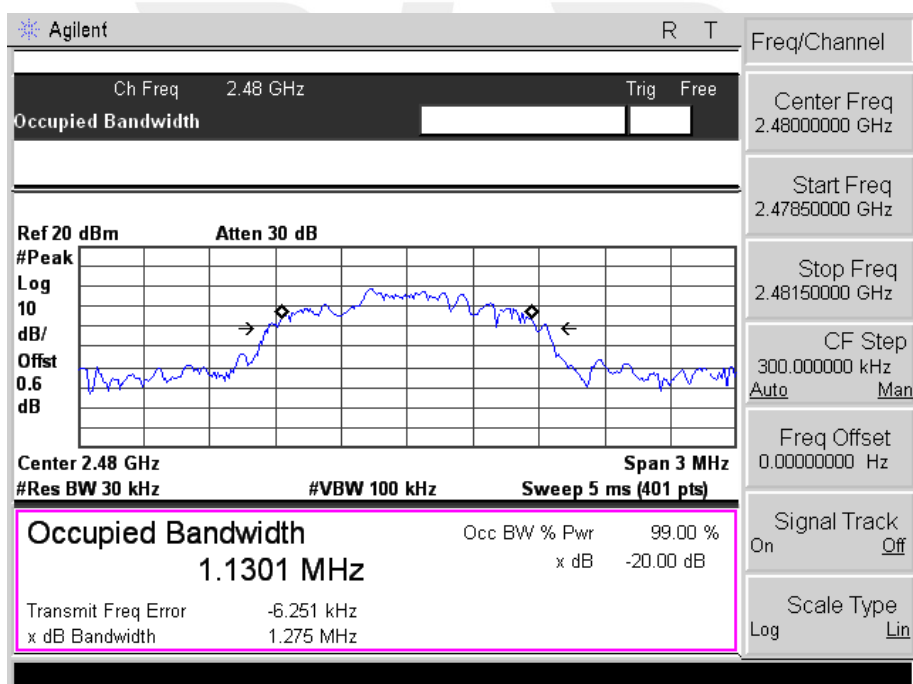 Agilent R T
Ch Freq 2.48 GHz Trig Free
Occupied Bandwidth
Ref 20 dBm Atten 30 dB
#Peak
Log
10
dB/
Offst
0.6
dB
Center 2.48 GHz Span 3 MHz
#Res BW 30 kHz #VBW 100 kHz Sweep 5 ms (401 pts)
Occupied Bandwidth Occ BW % Pwr 99.00 %
1.1301 MHz x dB -20.00 dB
Transmit Freq Error -6.251 kHz
x dB Bandwidth 1.275 MHz
Freq/Channel
Center Freq
2.48000000 GHz
Start Freq
2.47850000 GHz
Stop Freq
2.48150000 GHz
CF Step
300.000000 kHz
Auto Man
Freq Offset
0.00000000 Hz
Signal Track
On Off
Scale Type
Log Lin